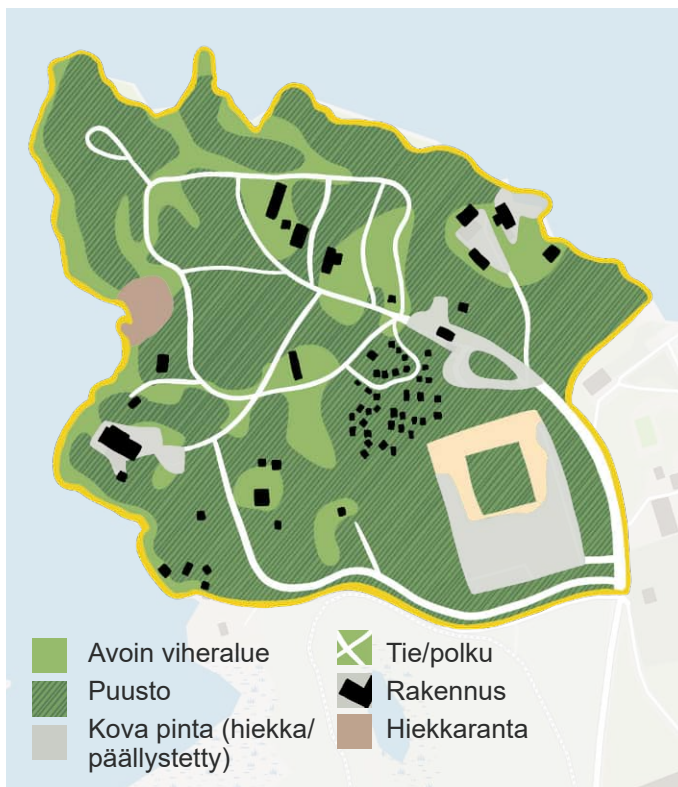 Avoin viheralue
Puusto
Kova pinta (hiekka/
päällystetty)
Tie/polku
Rakennus
Hiekkaranta